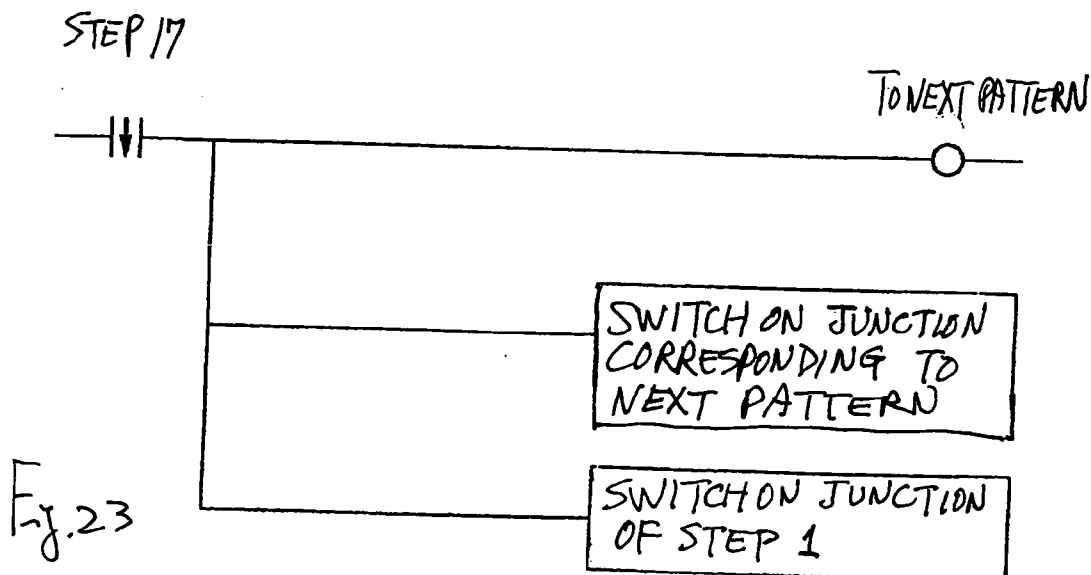 STEP 17
TO NEXT PATTERN
SWITCH ON JUNCTION
CORRESPONDING TO
NEXT PATTERN
SWITCH ON JUNCTION
OF STEP 1
Fig. 23